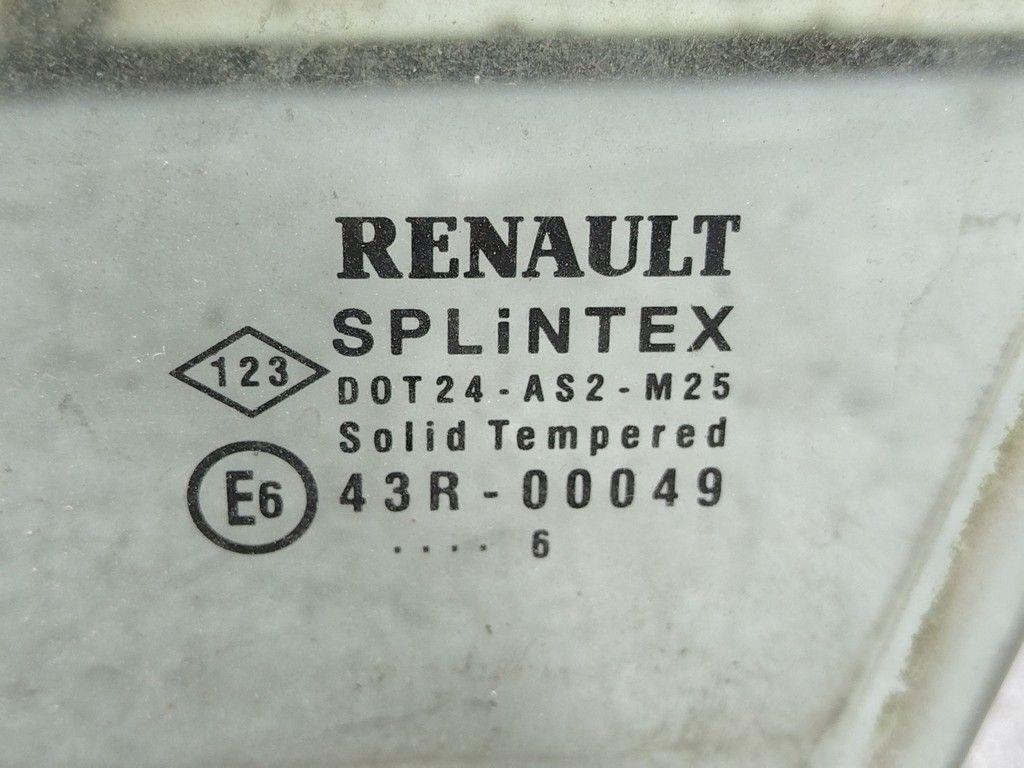 RENAULT
SPLiNTEX
123
DOT24-AS2-M25
Solid Tempered
E6
43R-00049
.... 6